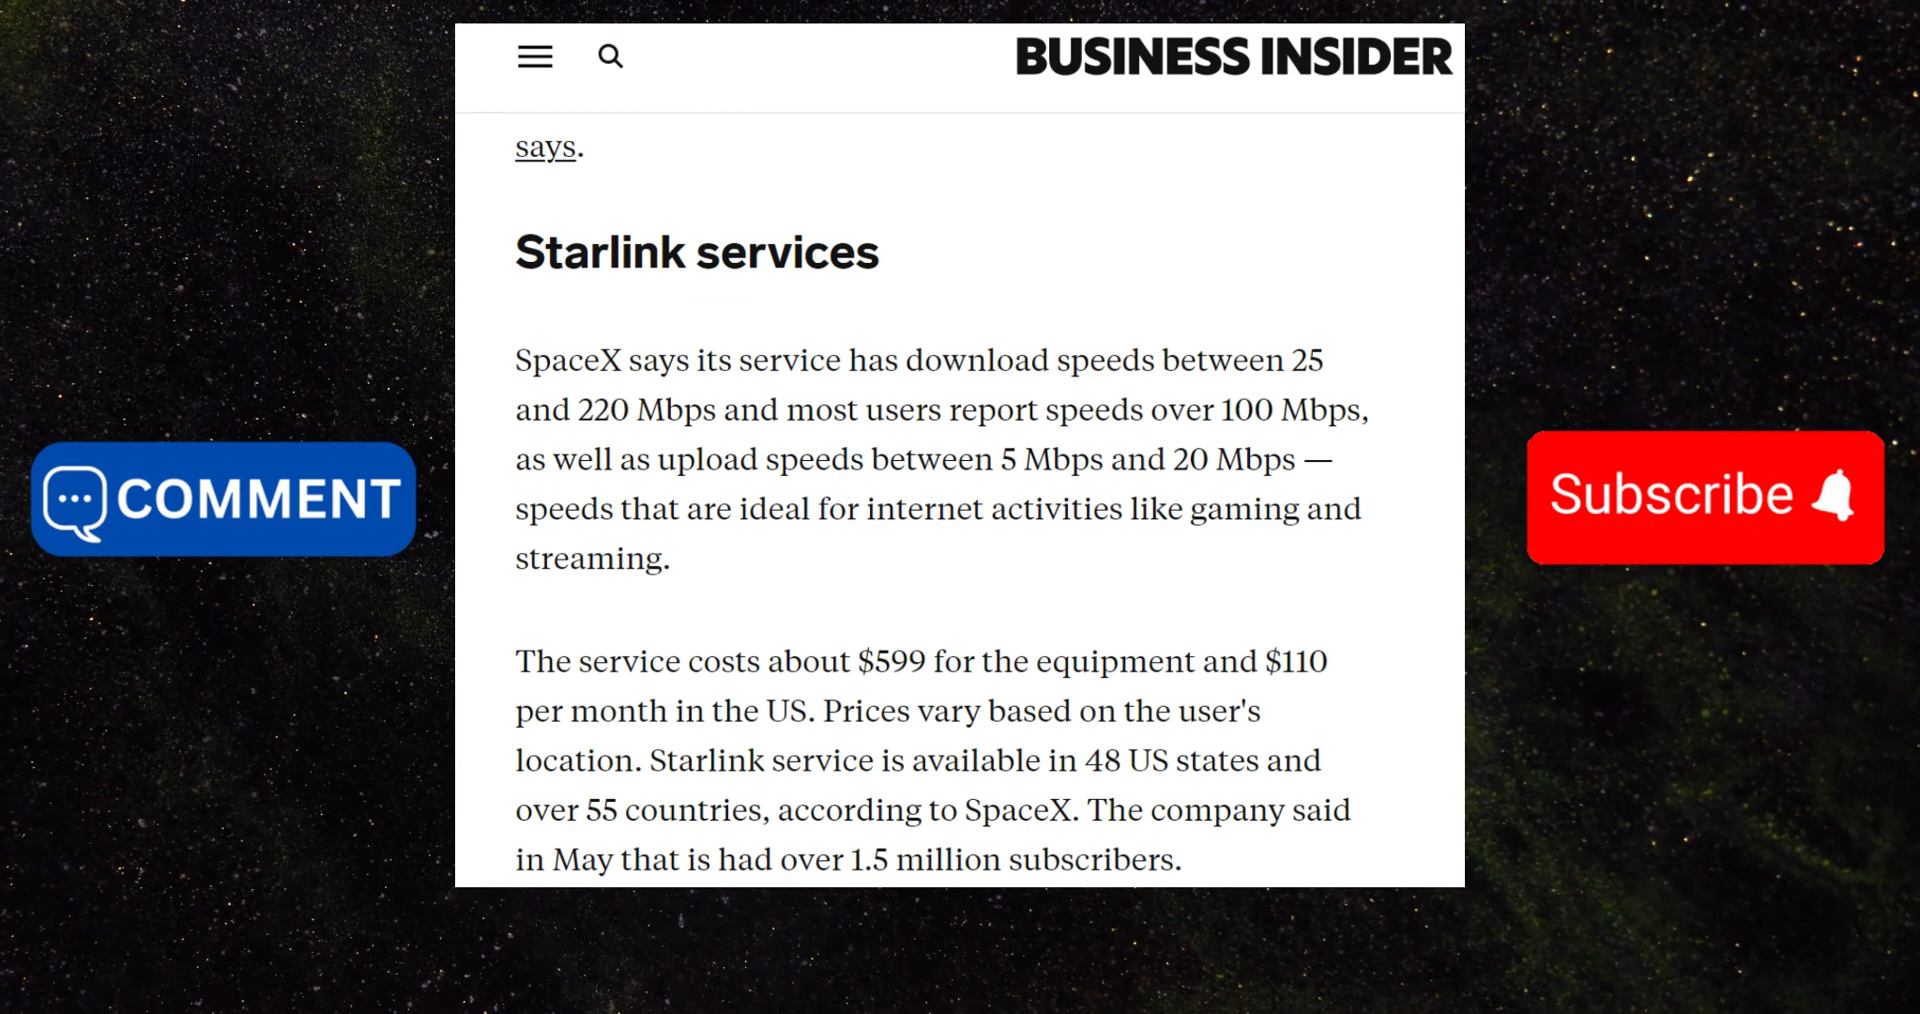 BUSINESS INSIDER
says.
Starlink services
SpaceX says its service has download speeds between 25
and 220 Mbps and most users report speeds over 100 Mbps,
as well as upload speeds between 5 Mbps and 20 Mbps —
speeds that are ideal for internet activities like gaming and
streaming.
The service costs about $599 for the equipment and $110
per month in the US. Prices vary based on the user's
location. Starlink service is available in 48 US states and
over 55 countries, according to SpaceX. The company said
in May that is had over 1.5 million subscribers.
COMMENT
Subscribe